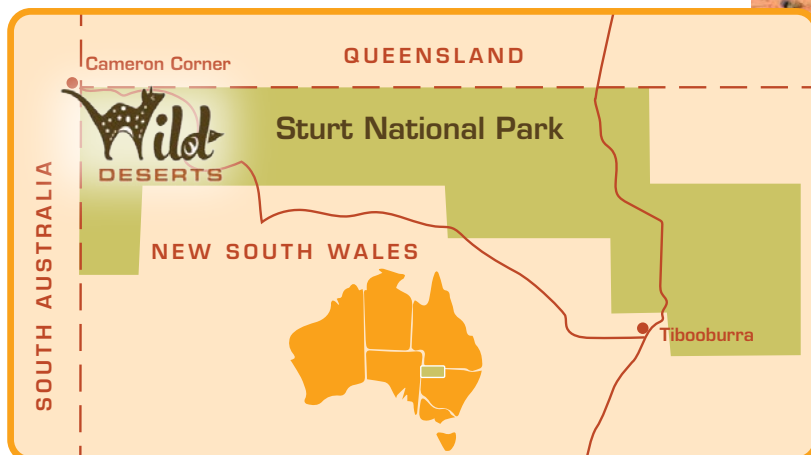 Cameron Corner
QUEENSLAND
Wild
DESERTS
Sturt National Park
SOUTH AUSTRALIA
NEW SOUTH WALES
Tibooburra